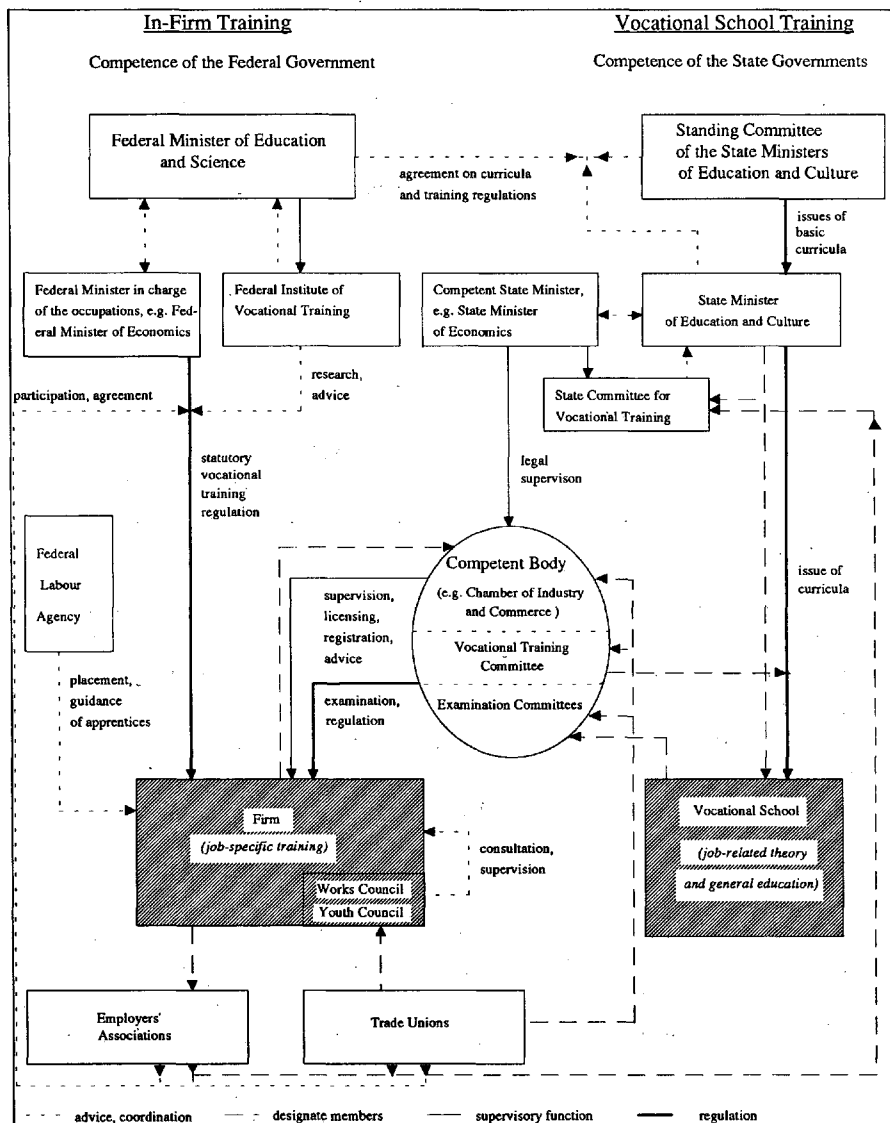 In-Firm Training
Vocational School Training
Competence of the Federal Government
Competence of the State Governments
Federal Minister of Education
and Science
Standing Committee
of the State Ministers
of Education and Culture
agreement on curricula
and training regulations
issues of
basic
curricula
Federal Minister in charge
of the occupations, e.g. Fed-
eral Minister of Economics
Federal Institute of
Vocational Training
Competent State Minister,
e.g. State Minister
of Economics
State Minister
of Education and Culture
participation, agreement
research,
advice
State Committee for
Vocational Training
statutory
vocational
training
regulation
legal
supervison
Federal
Labour
Agency
Competent Body
(e.g. Chamber of Industry
and Commerce )
Vocational Training
Committee
Examination Committees
supervision,
licensing,
registration,
advice
issue of
curricula
placement,
guidance
of apprentices
examination,
regulation
Firm
(job-specific training)
Works Council
Youth Council
consultation,
supervision
Vocational School
(job-related theory
and general education)
Employers'
Associations
Trade Unions
advice, coordination
designate members
supervisory function
regulation